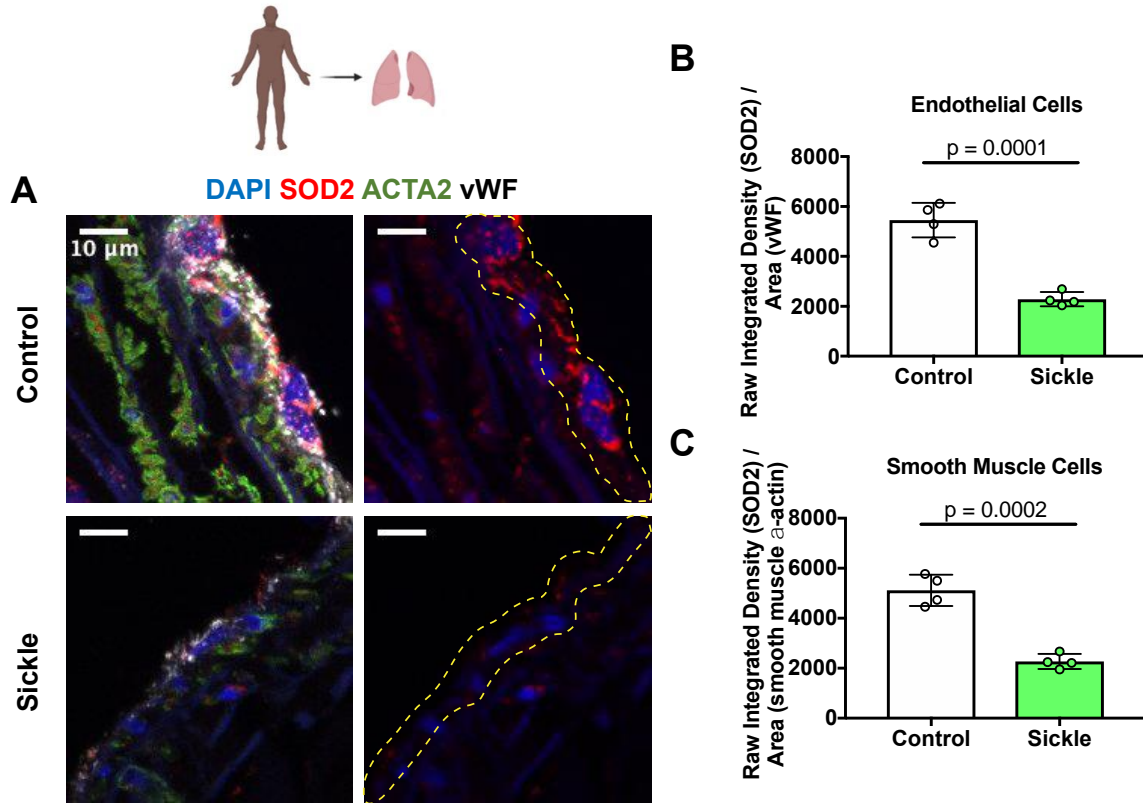 A
DAPI SOD2 ACTA2 vWF
10 μm
Control
Sickle
B
Endothelial Cells
p = 0.0001
Raw Integrated Density (SOD2) /
Area (vWF)
8000
6000
4000
2000
0
Control Sickle
C
Smooth Muscle Cells
p = 0.0002
Raw Integrated Density (SOD2) /
Area (smooth muscle a-actin)
8000
6000
4000
2000
0
Control Sickle